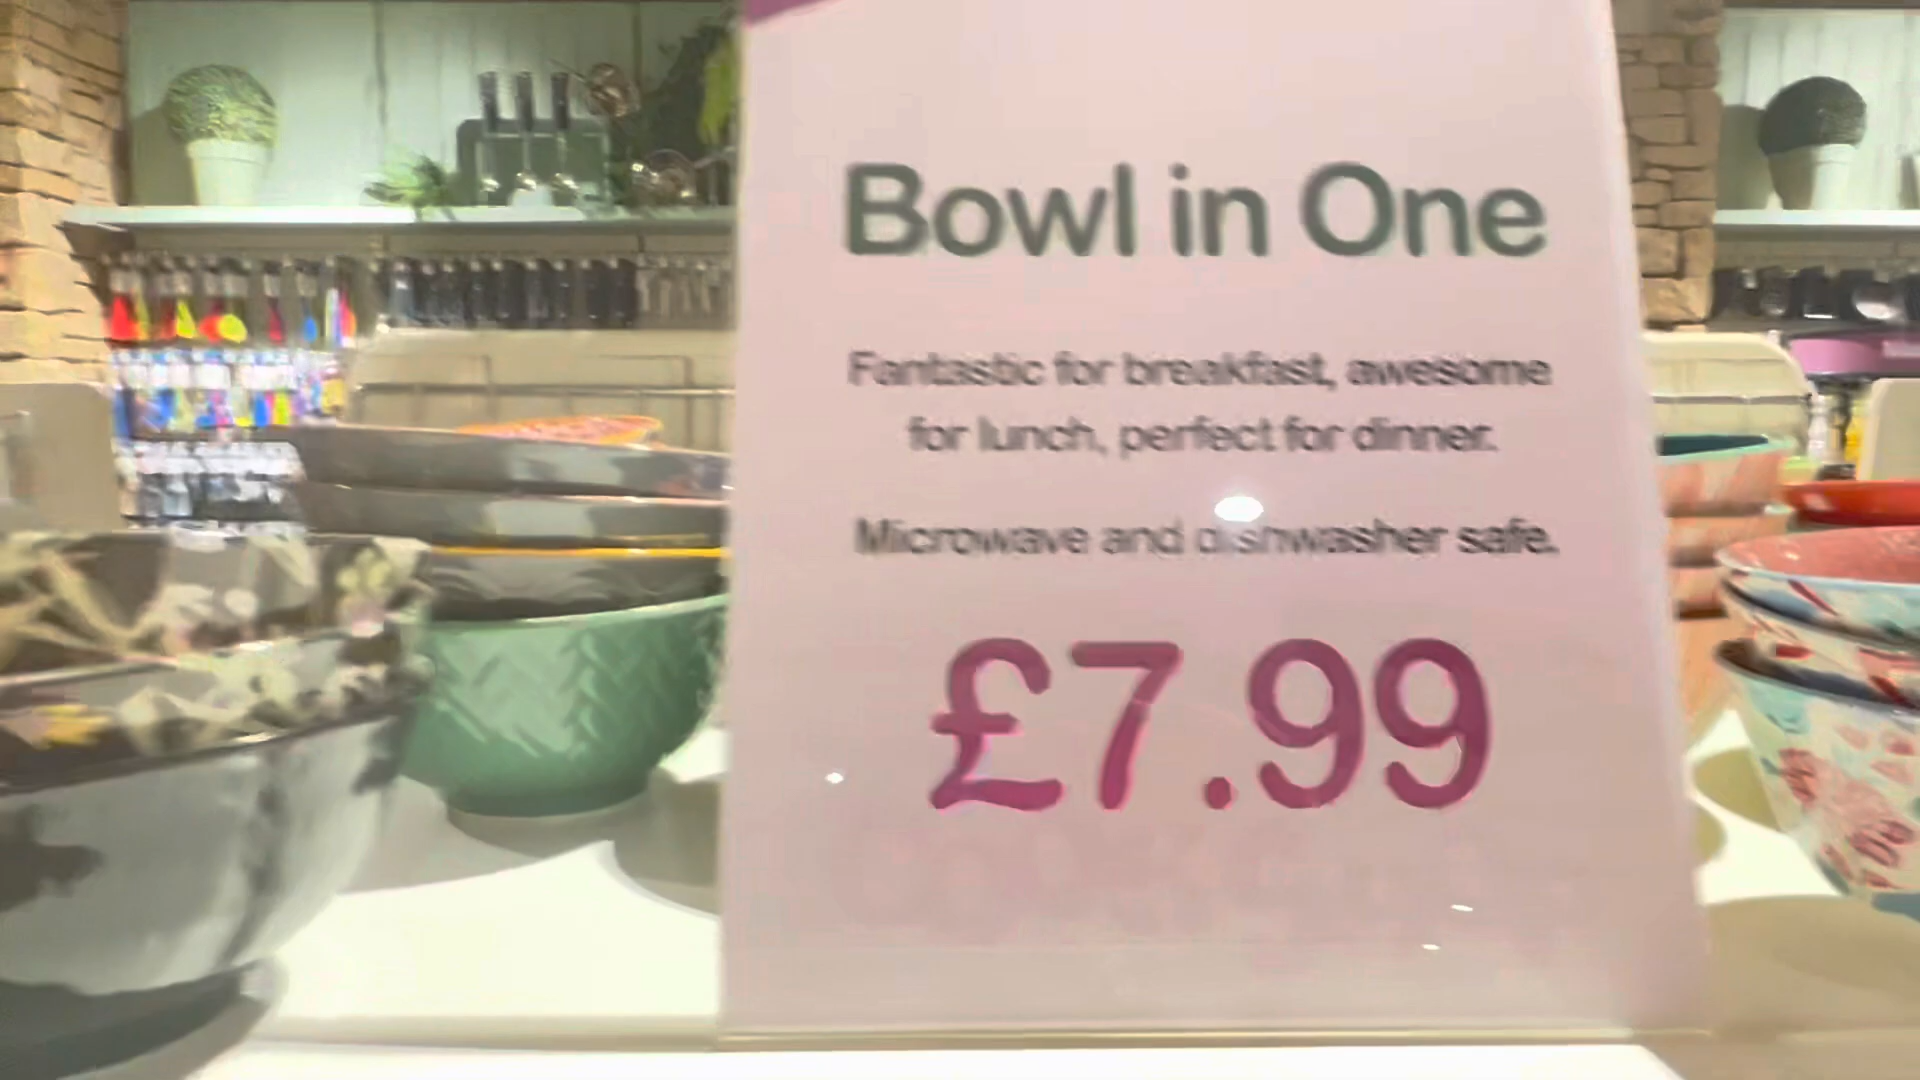 Bowl in One
Fantastic for breakfast, awesome
for lunch, perfect for dinner.
Microwave and dishwasher safe.
£7.99